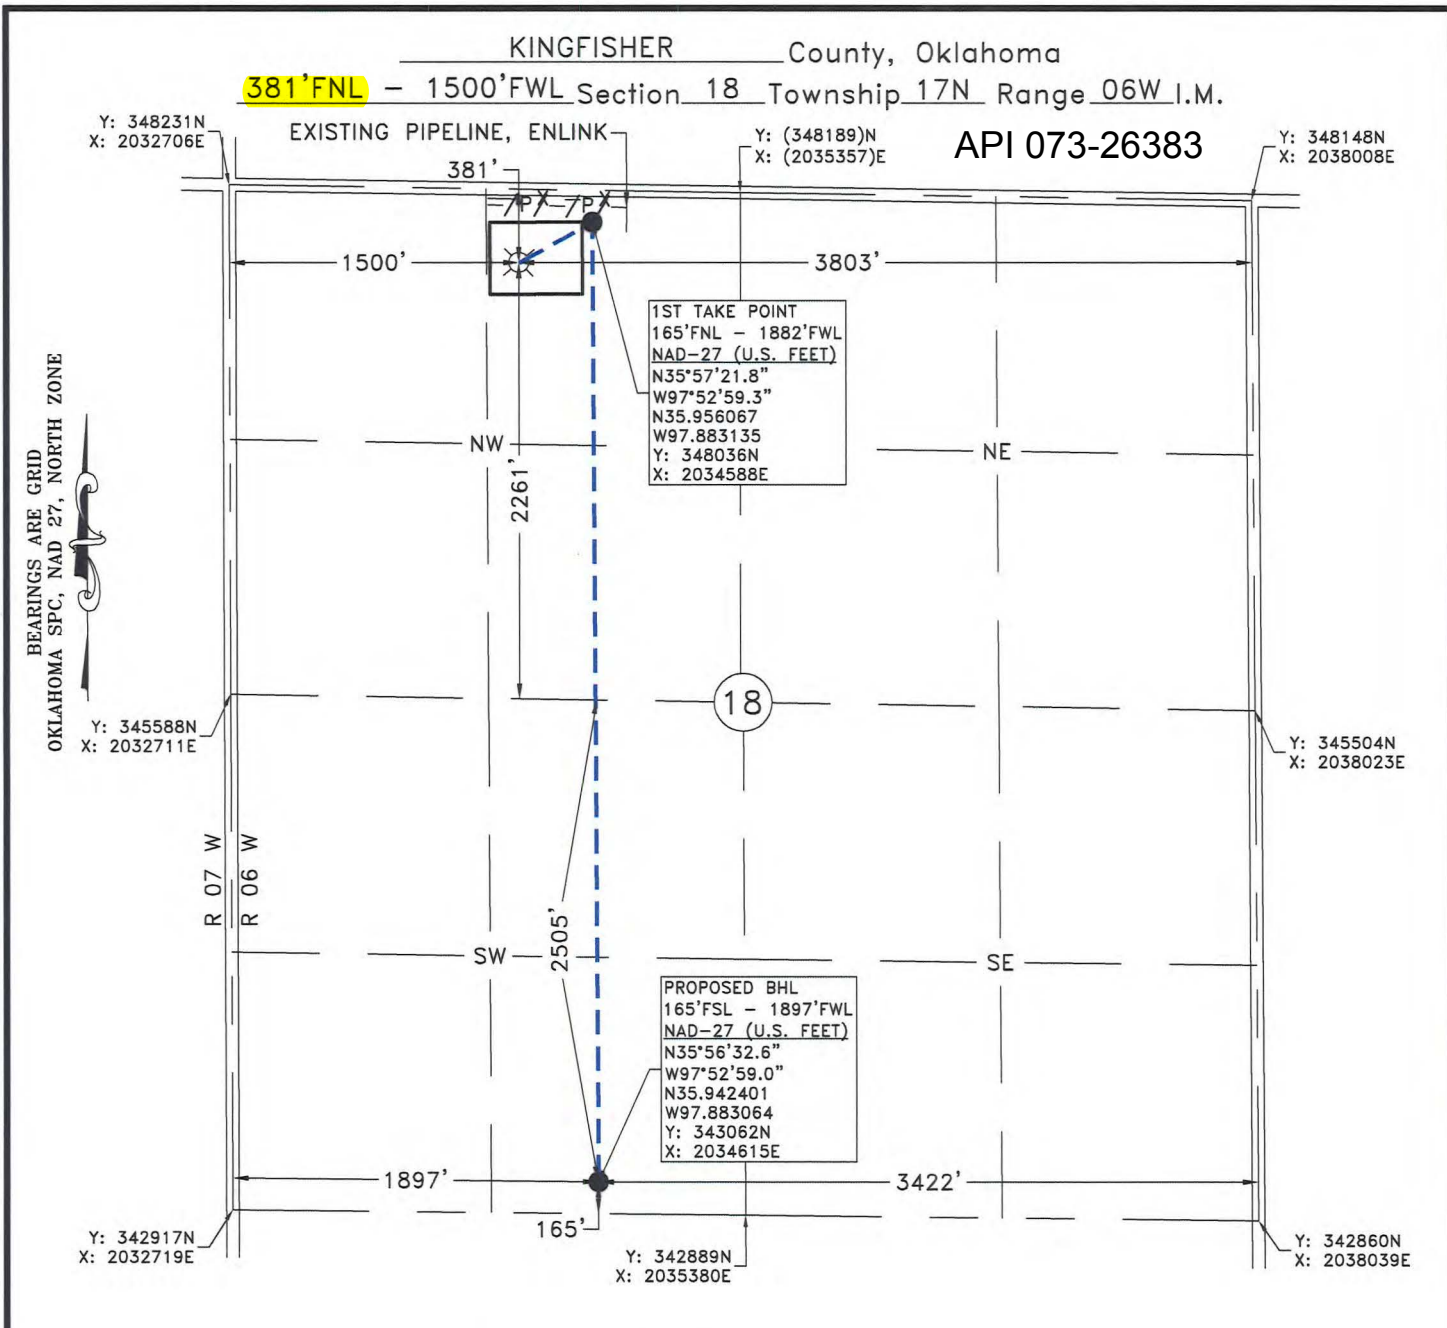 KINGFISHER County, Oklahoma
381'FNL - 1500'FWL Section 18 Township 17N Range 06W I.M.
API 073-26383
Y: 348231N
X: 2032706E
EXISTING PIPELINE, ENLINK
Y: (348189)N
X: (2035357)E
Y: 348148N
X: 2038008E
381'
P P
1500'
3803'
1ST TAKE POINT
165'FNL - 1882'FWL
NAD-27 (U.S. FEET)
N35°57'21.8"
W97°52'59.3"
N35.956067
W97.883135
Y: 348036N
X: 2034588E
BEARINGS ARE GRID
OKLAHOMA SPC, NAD 27, NORTH ZONE
NW
NE
2261'
18
Y: 345588N
X: 2032711E
Y: 345504N
X: 2038023E
R 07 W
R 06 W
2505'
SW
SE
PROPOSED BHL
165'FSL - 1897'FWL
NAD-27 (U.S. FEET)
N35°56'32.6"
W97°52'59.0"
N35.942401
W97.883064
Y: 343062N
X: 2034615E
1897'
3422'
165'
Y: 342917N
X: 2032719E
Y: 342889N
X: 2035380E
Y: 342860N
X: 2038039E